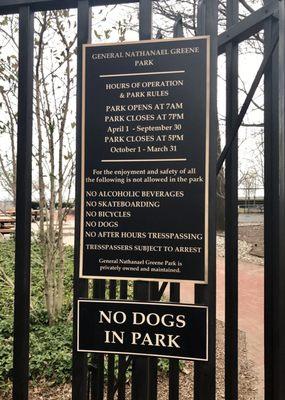 GENERAL NATHANAEL GREENE
PARK
HOURS OF OPERATION
& PARK RULES
PARK OPENS AT 7AM
PARK CLOSES AT 7PM
April 1 - September 30
PARK CLOSES AT 5PM
October 1 - March 31
For the enjoyment and safety of all
the following is not allowed in the park
NO ALCOHOLIC BEVERAGES
NO SKATEBOARDING
NO BICYCLES
NO DOGS
NO AFTER HOURS TRESSPASSING
TRESSPASSERS SUBJECT TO ARREST
General Nathanael Greene Park is
privately owned and maintained.
NO DOGS
IN PARK